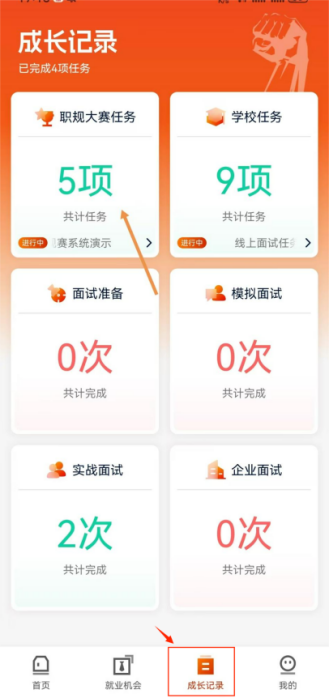 成长记录
已完成4项任务
职规大赛任务
5项
共计任务
进行中 赛系统演示
学校任务
9项
共计任务
进行中 线上面试任
面试准备
0次
共计完成
模拟面试
0次
共计完成
实战面试
2次
共计完成
企业面试
0次
共计完成
首页
就业机会
成长记录
我的